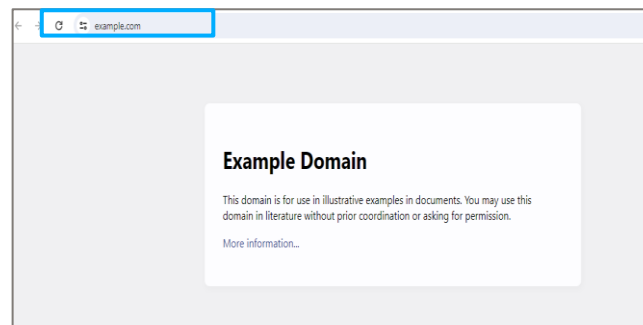 example.com
Example Domain
This domain is for use in illustrative examples in documents. You may use this
domain in literature without prior coordination or asking for permission.
More information...